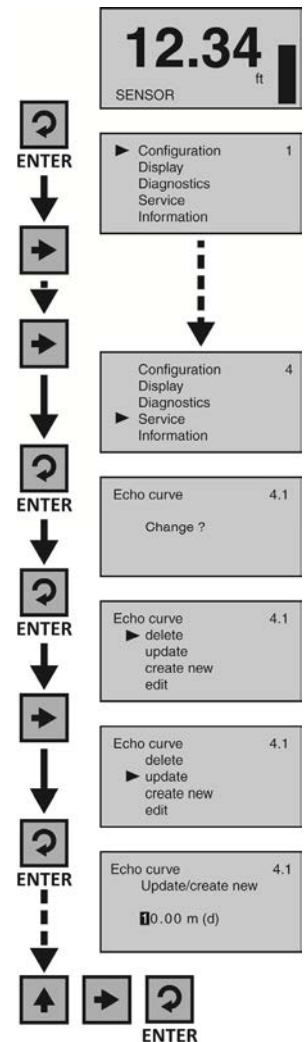 12.34
ft
SENSOR
ENTER
Configuration 1
Display
Diagnostics
Service
Information
Configuration 4
Display
Diagnostics
Service
Information
ENTER
Echo curve 4.1
Change ?
ENTER
Echo curve 4.1
delete
update
create new
edit
Echo curve 4.1
delete
update
create new
edit
ENTER
Echo curve 4.1
Update/create new
10.00 m (d)
ENTER